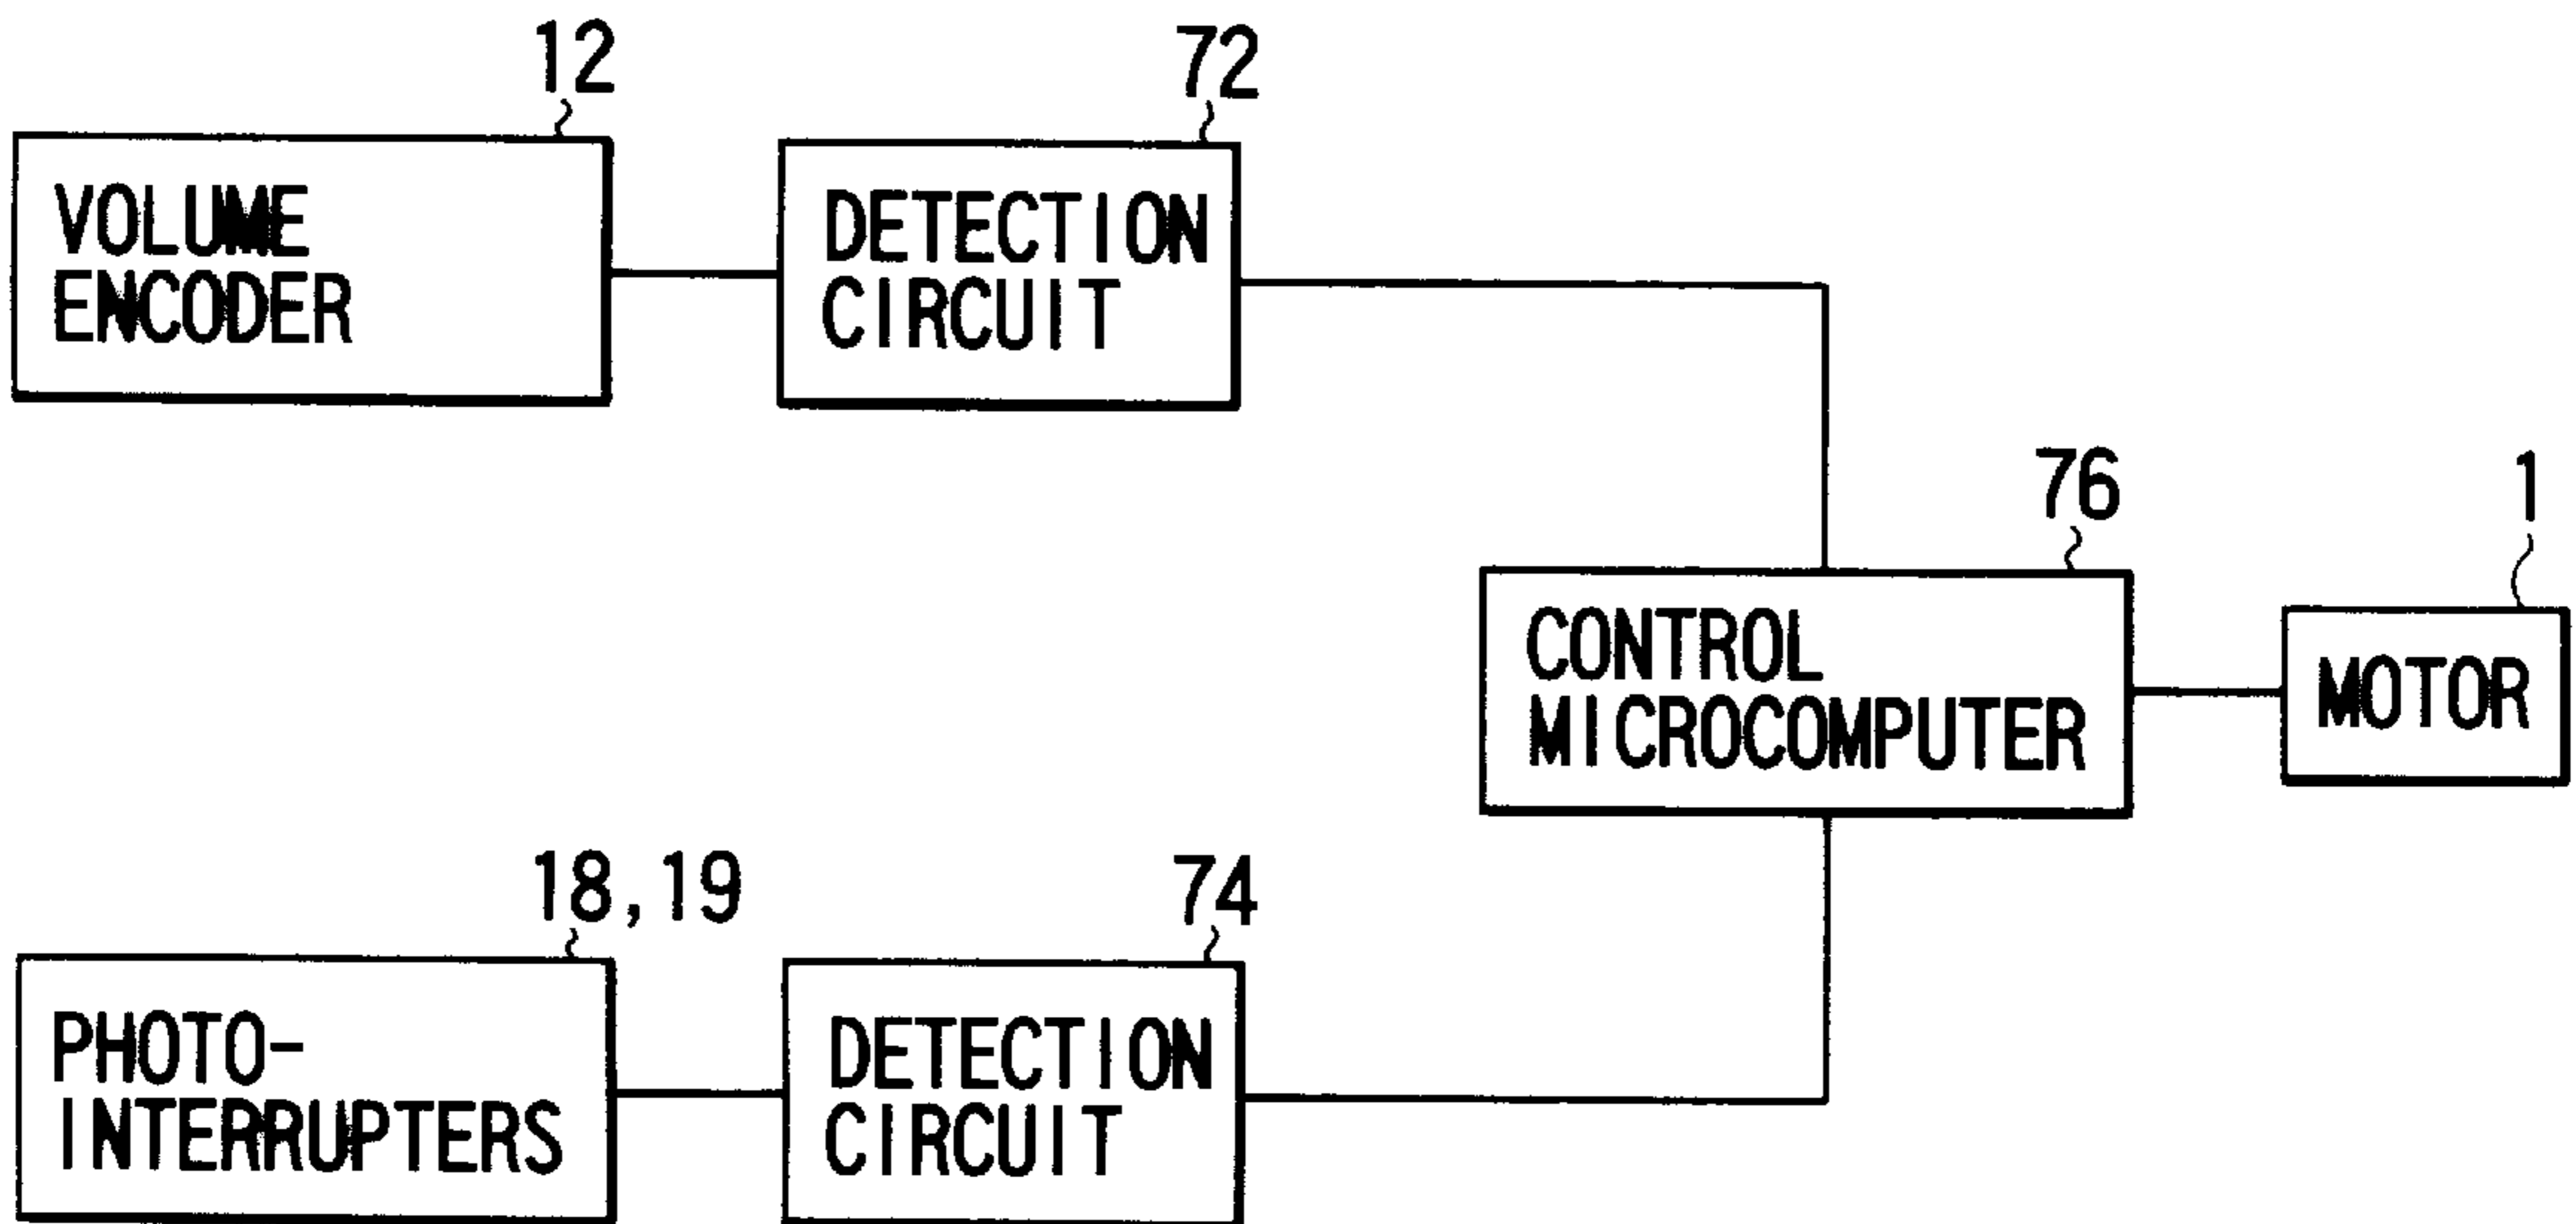 12
VOLUME
ENCODER
72
DETECTION
CIRCUIT
76
CONTROL
MICROCOMPUTER
1
MOTOR
18,19
PHOTO-
INTERRUPTERS
74
DETECTION
CIRCUIT